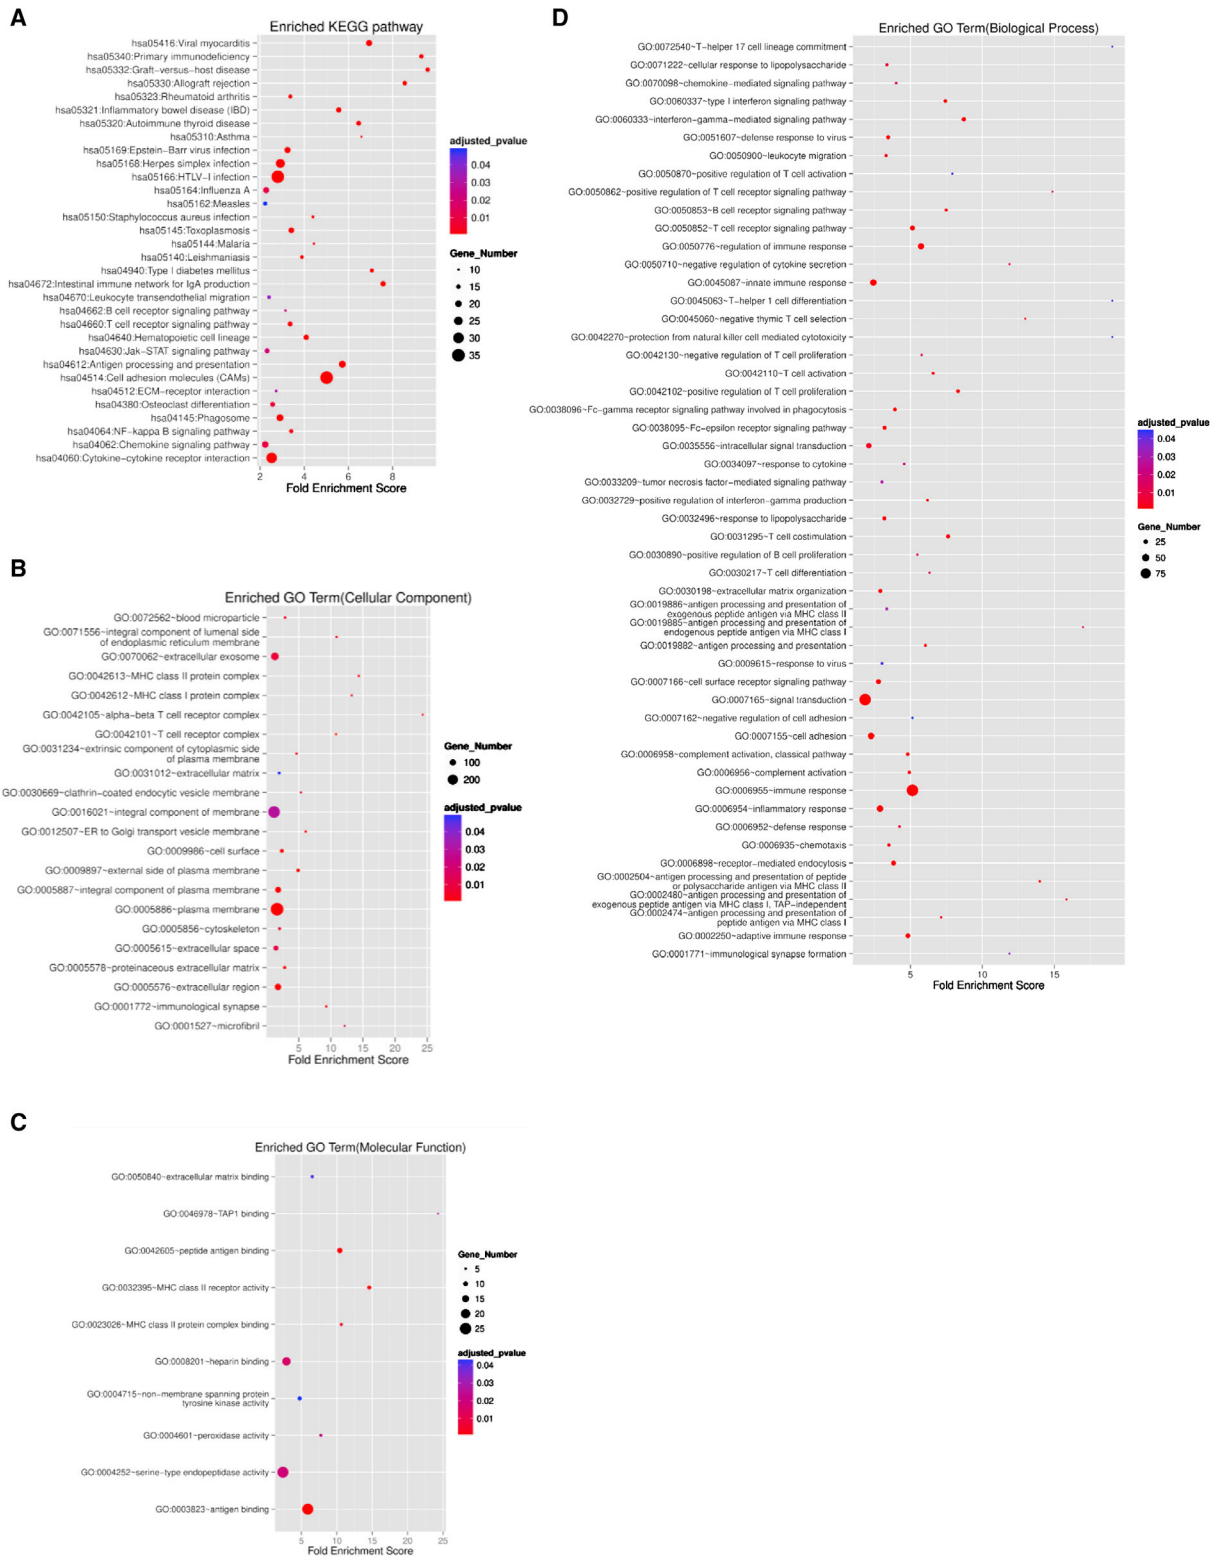 A
Enriched KEGG pathway
hsa05416:Viral myocarditis
hsa05340:Primary immunodeficiency
hsa05332:Graft-versus-host disease
hsa05330:Allograft rejection
hsa05323:Rheumatoid arthritis
hsa05321:Inflammatory bowel disease (IBD)
hsa05320:Autoimmune thyroid disease
hsa05310:Asthma
hsa05169:Epstein-Barr virus infection
hsa05168:Herpes simplex infection
hsa05166:HTLV-I infection
hsa05164:Influenza A
hsa05162:Measles
hsa05150:Staphylococcus aureus infection
hsa05145:Toxoplasmosis
hsa05144:Malaria
hsa05140:Leishmaniasis
hsa04940:Type I diabetes mellitus
hsa04672:Intestinal immune network for IgA production
hsa04670:Leukocyte transendothelial migration
hsa04662:B cell receptor signaling pathway
hsa04660:T cell receptor signaling pathway
hsa04640:Hematopoietic cell lineage
hsa04630:Jak-STAT signaling pathway
hsa04612:Antigen processing and presentation
hsa04514:Cell adhesion molecules (CAMs)
hsa04512:ECM-receptor interaction
hsa04380:Osteoclast differentiation
hsa04145:Phagosome
hsa04064:NF-kappa B signaling pathway
hsa04062:Chemokine signaling pathway
hsa04060:Cytokine-cytokine receptor interaction
2 4 6 8
Fold Enrichment Score
adjusted_pvalue
0.04
0.03
0.02
0.01
Gene_Number
10
15
20
25
30
35
B
Enriched GO Term(Cellular Component)
GO:0072562~blood microparticle
GO:0071556~integral component of lumenal side
of endoplasmic reticulum membrane
GO:0070062~extracellular exosome
GO:0042613~MHC class II protein complex
GO:0042612~MHC class I protein complex
GO:0042105~alpha-beta T cell receptor complex
GO:0042101~T cell receptor complex
GO:0031234~extrinsic component of cytoplasmic side
of plasma membrane
GO:0031012~extracellular matrix
GO:0030669~clathrin-coated endocytic vesicle membrane
GO:0016021~integral component of membrane
GO:0012507~ER to Golgi transport vesicle membrane
GO:0009986~cell surface
GO:0009897~external side of plasma membrane
GO:0005887~integral component of plasma membrane
GO:0005886~plasma membrane
GO:0005856~cytoskeleton
GO:0005615~extracellular space
GO:0005578~proteinaceous extracellular matrix
GO:0005576~extracellular region
GO:0001772~immunological synapse
GO:0001527~microfibril
5 10 15 20 25
Fold Enrichment Score
Gene_Number
100
200
adjusted_pvalue
0.04
0.03
0.02
0.01
C
Enriched GO Term(Molecular Function)
GO:0050840~extracellular matrix binding
GO:0046978~TAP1 binding
GO:0042605~peptide antigen binding
GO:0032395~MHC class II receptor activity
GO:0023026~MHC class II protein complex binding
GO:0008201~heparin binding
GO:0004715~non-membrane spanning protein
tyrosine kinase activity
GO:0004601~peroxidase activity
GO:0004252~serine-type endopeptidase activity
GO:0003823~antigen binding
5 10 15 20 25
Fold Enrichment Score
Gene_Number
5
10
15
20
25
adjusted_pvalue
0.04
0.03
0.02
0.01
D
Enriched GO Term(Biological Process)
GO:0072540~T-helper 17 cell lineage commitment
GO:0071222~cellular response to lipopolysaccharide
GO:0070098~chemokine-mediated signaling pathway
GO:0060337~type I interferon signaling pathway
GO:0060333~interferon-gamma-mediated signaling pathway
GO:0051607~defense response to virus
GO:0050900~leukocyte migration
GO:0050870~positive regulation of T cell activation
GO:0050862~positive regulation of T cell receptor signaling pathway
GO:0050853~B cell receptor signaling pathway
GO:0050852~T cell receptor signaling pathway
GO:0050776~regulation of immune response
GO:0050710~negative regulation of cytokine secretion
GO:0045087~innate immune response
GO:0045063~T-helper 1 cell differentiation
GO:0045060~negative thymic T cell selection
GO:0042270~protection from natural killer cell mediated cytotoxicity
GO:0042130~negative regulation of T cell proliferation
GO:0042110~T cell activation
GO:0042102~positive regulation of T cell proliferation
GO:0038096~Fc-gamma receptor signaling pathway involved in phagocytosis
GO:0038095~Fc-epsilon receptor signaling pathway
GO:0035556~intracellular signal transduction
GO:0034097~response to cytokine
GO:0033209~tumor necrosis factor-mediated signaling pathway
GO:0032729~positive regulation of interferon-gamma production
GO:0032496~response to lipopolysaccharide
GO:0031295~T cell costimulation
GO:0030890~positive regulation of B cell proliferation
GO:0030217~T cell differentiation
GO:0030198~extracellular matrix organization
GO:0019886~antigen processing and presentation of
exogenous peptide antigen via MHC class II
GO:0019885~antigen processing and presentation of
endogenous peptide antigen via MHC class I
GO:0019882~antigen processing and presentation
GO:0009615~response to virus
GO:0007166~cell surface receptor signaling pathway
GO:0007165~signal transduction
GO:0007162~negative regulation of cell adhesion
GO:0007155~cell adhesion
GO:0006958~complement activation, classical pathway
GO:0006956~complement activation
GO:0006955~immune response
GO:0006954~inflammatory response
GO:0006952~defense response
GO:0006935~chemotaxis
GO:0006898~receptor-mediated endocytosis
GO:0002504~antigen processing and presentation of peptide
or polysaccharide antigen via MHC class II
GO:0002480~antigen processing and presentation of
exogenous peptide antigen via MHC class I, TAP-independent
GO:0002474~antigen processing and presentation of
peptide antigen via MHC class I
GO:0002250~adaptive immune response
GO:0001771~immunological synapse formation
5 10 15
Fold Enrichment Score
adjusted_pvalue
0.04
0.03
0.02
0.01
Gene_Number
25
50
75